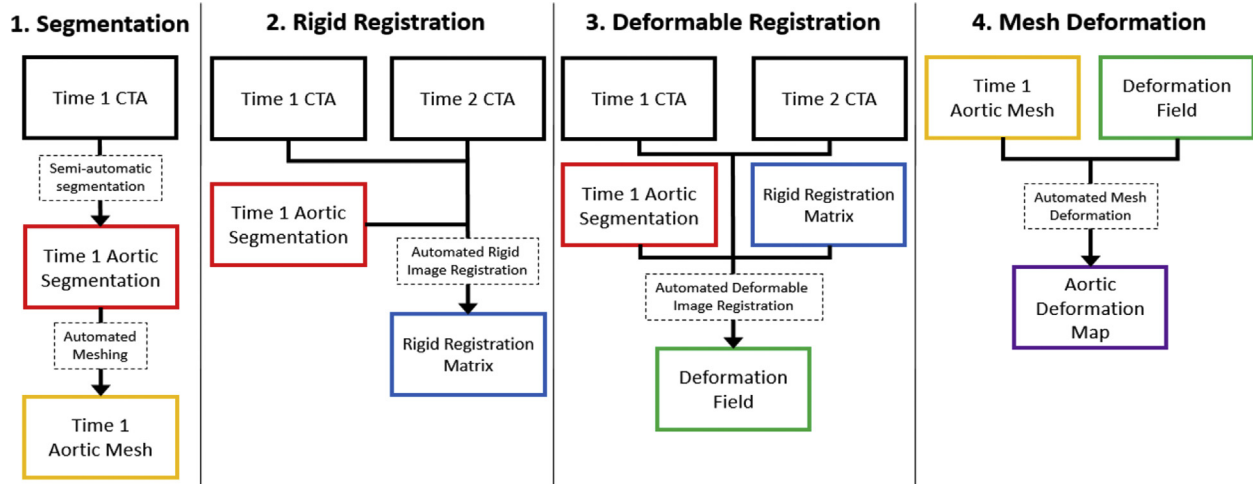 1. Segmentation
Time 1 CTA
Semi-automatic
segmentation
Time 1 Aortic
Segmentation
Automated
Meshing
Time 1
Aortic Mesh
2. Rigid Registration
Time 1 CTA
Time 2 CTA
Time 1 Aortic
Segmentation
Automated Rigid
Image Registration
Rigid Registration
Matrix
3. Deformable Registration
Time 1 CTA
Time 2 CTA
Time 1 Aortic
Segmentation
Rigid Registration
Matrix
Automated Deformable
Image Registration
Deformation
Field
4. Mesh Deformation
Time 1
Aortic Mesh
Deformation
Field
Automated Mesh
Deformation
Aortic
Deformation
Map